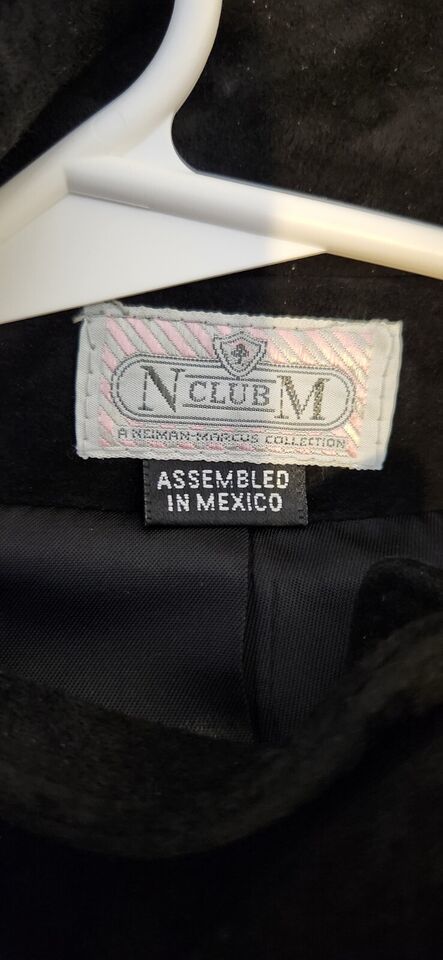 N CLUB M
A NEIMAN-MARCUS COLLECTION
ASSEMBLED
IN MEXICO